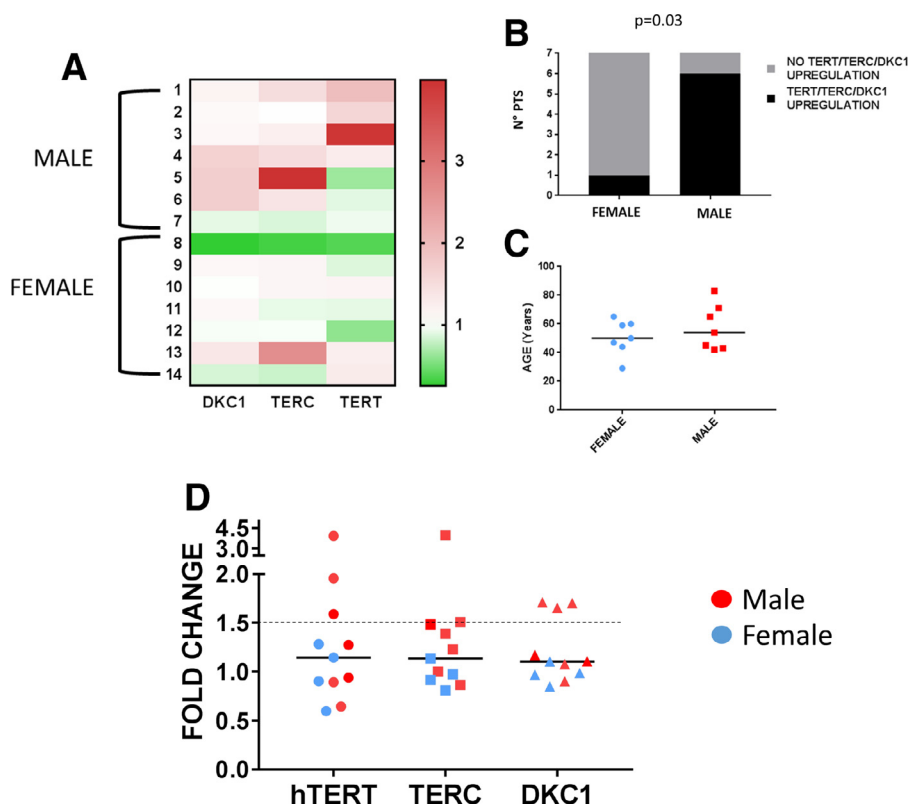 A
MALE
FEMALE
1
2
3
4
5
6
7
8
9
10
11
12
13
14
DKC1 TERC TERT
3
2
1
B
p=0.03
N° PTS
7
6
5
4
3
2
1
0
FEMALE MALE
NO TERT/TERC/DKC1
UPREGULATION
TERT/TERC/DKC1
UPREGULATION
C
AGE (Years)
100
80
60
40
20
0
FEMALE
MALE
D
FOLD CHANGE
4.5
3.0
2.0
1.5
1.0
0.5
0.0
hTERT TERC DKC1
Male
Female